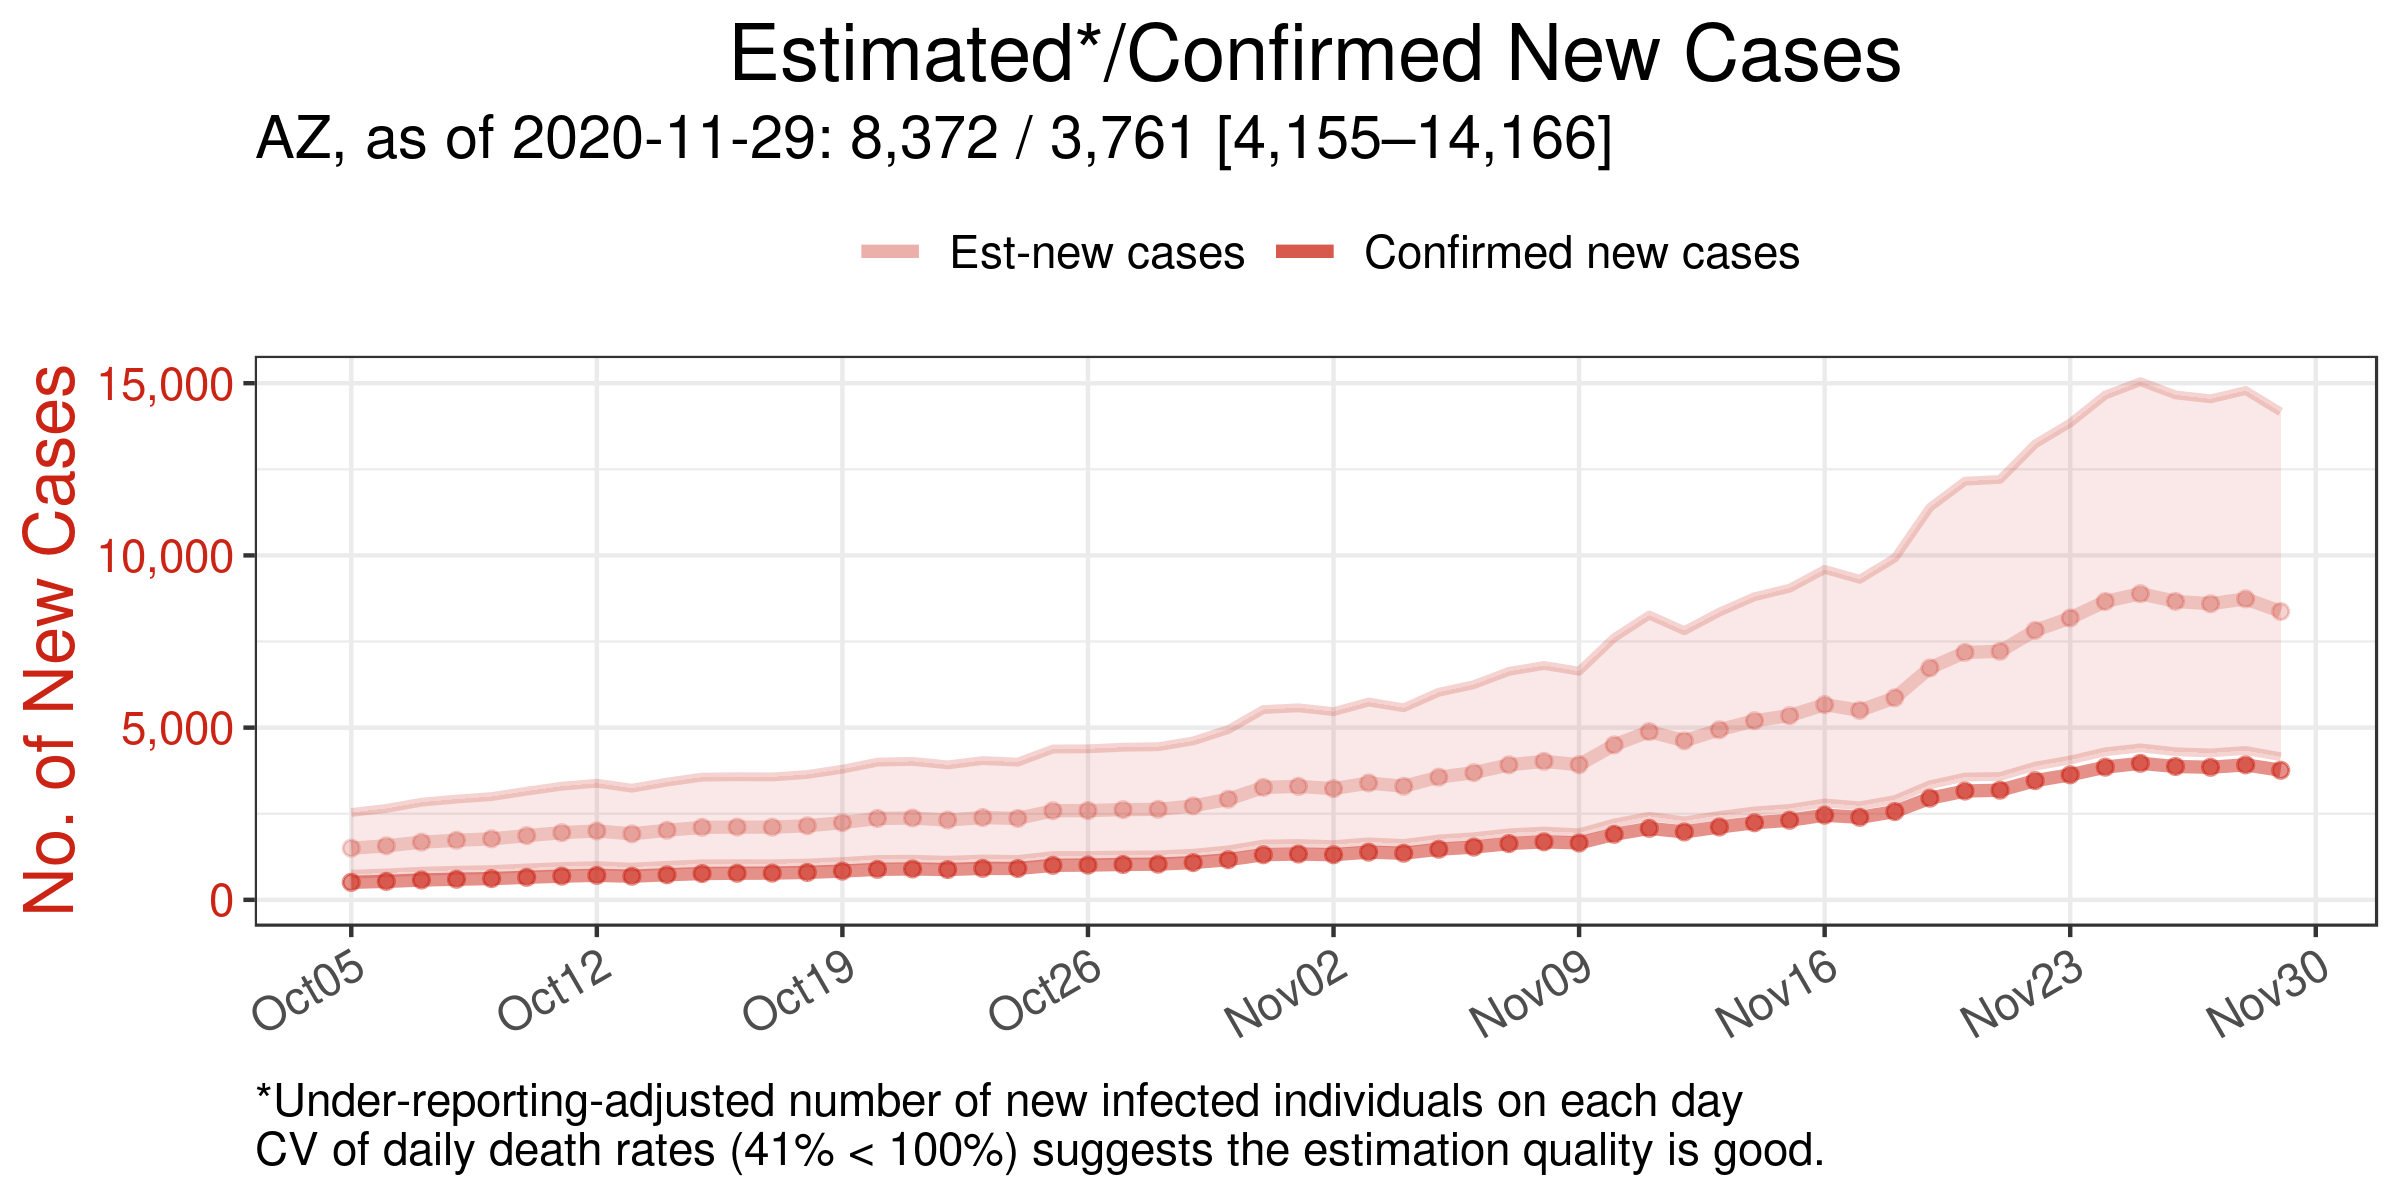 Estimated*/Confirmed New Cases
AZ, as of 2020-11-29: 8,372 / 3,761 [4,155–14,166]
Est-new cases
Confirmed new cases
No. of New Cases
15,000
10,000
5,000
0
Oct05
Oct12
Oct19
Oct26
Nov02
Nov09
Nov16
Nov23
Nov30
*Under-reporting-adjusted number of new infected individuals on each day
CV of daily death rates (41% < 100%) suggests the estimation quality is good.